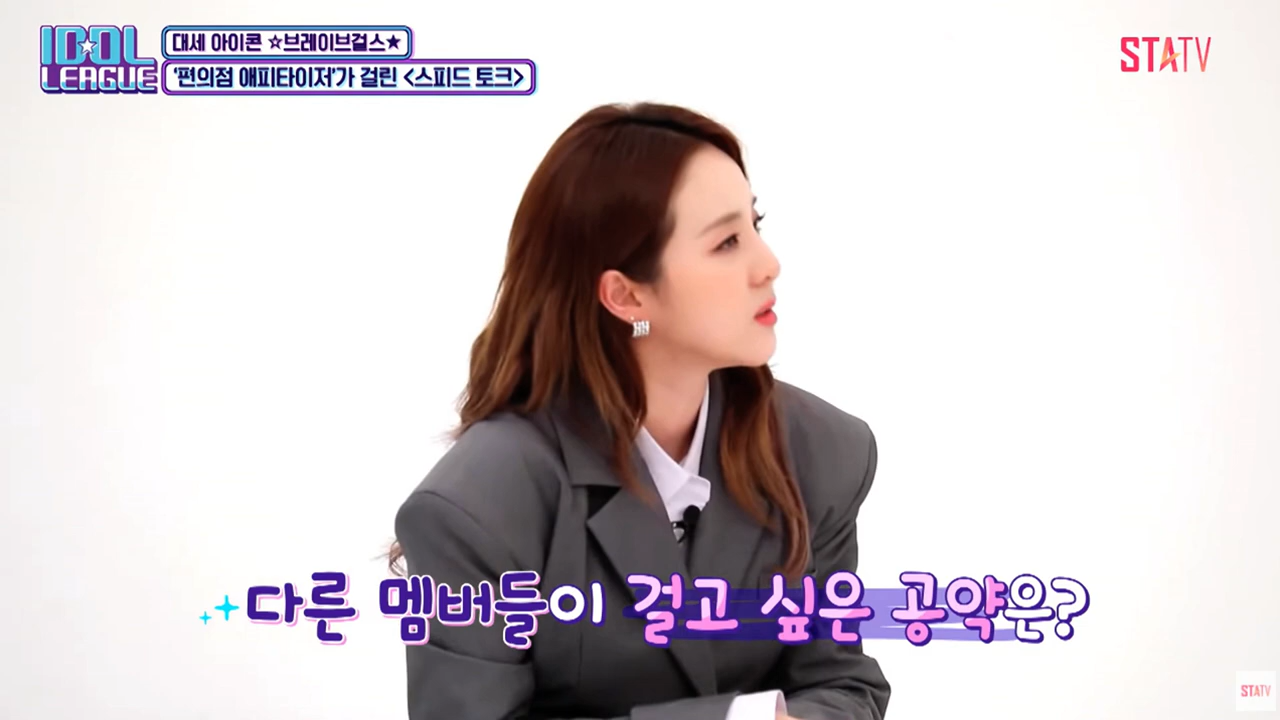 IDOL LEAGUE
대세 아이콘 ☆브레이브걸스★
'편의점 애피타이저'가 걸린 <스피드 토크>
STATV
다른 멤버들이 걸고 싶은 공약은?
STATV